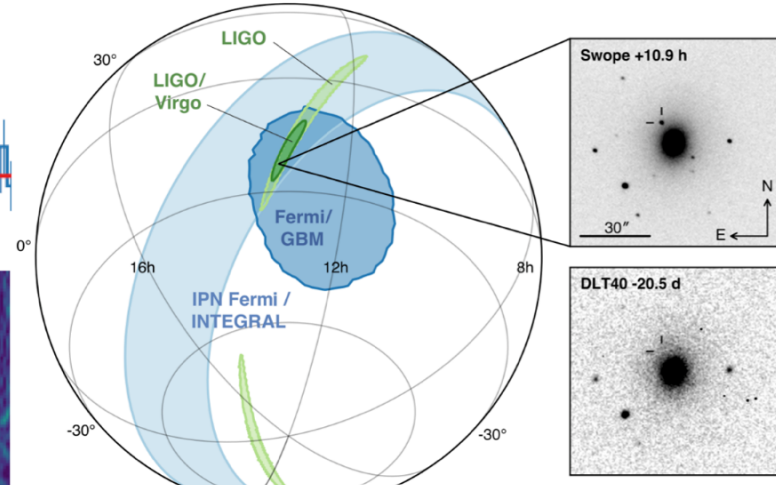 30°
LIGO
LIGO/
Virgo
Swope +10.9 h
N
30″
E
0°
Fermi/
GBM
16h
12h
8h
IPN Fermi /
INTEGRAL
DLT40 -20.5 d
-30°
-30°